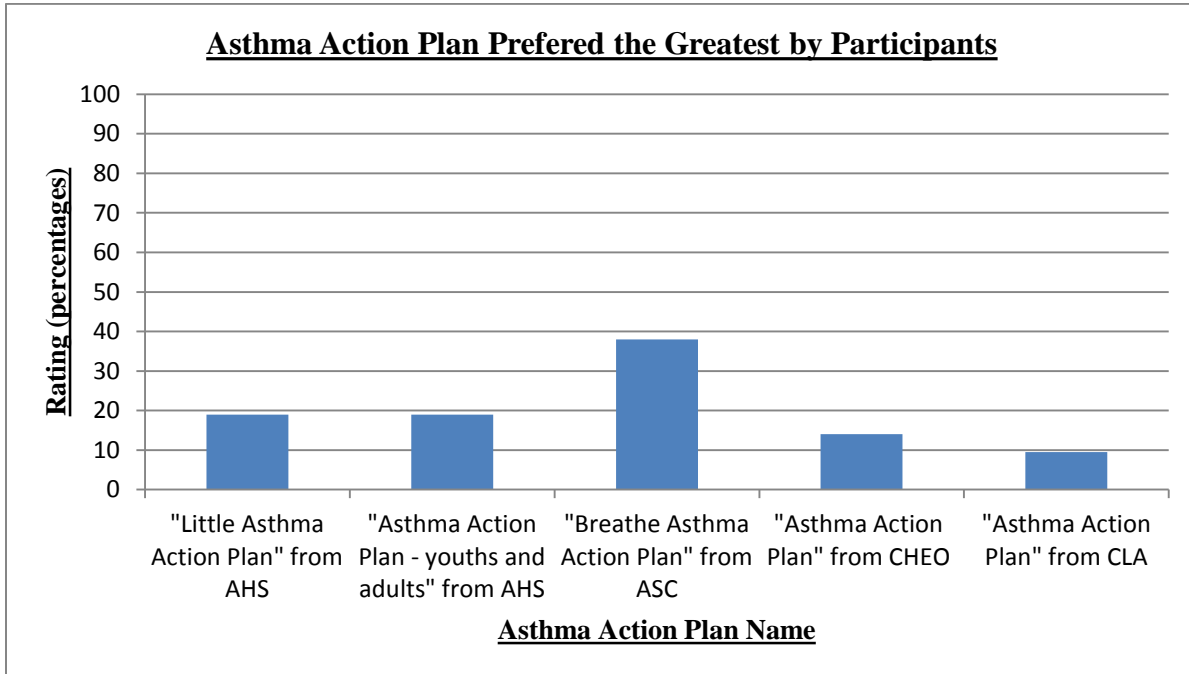 Asthma Action Plan Prefered the Greatest by Participants
100
90
80
70
60
50
40
30
20
10
0
Rating (percentages)
"Little Asthma
Action Plan" from
AHS
"Asthma Action
Plan - youths and
adults" from AHS
"Breathe Asthma
Action Plan" from
ASC
"Asthma Action
Plan" from CHEO
"Asthma Action
Plan" from CLA
Asthma Action Plan Name